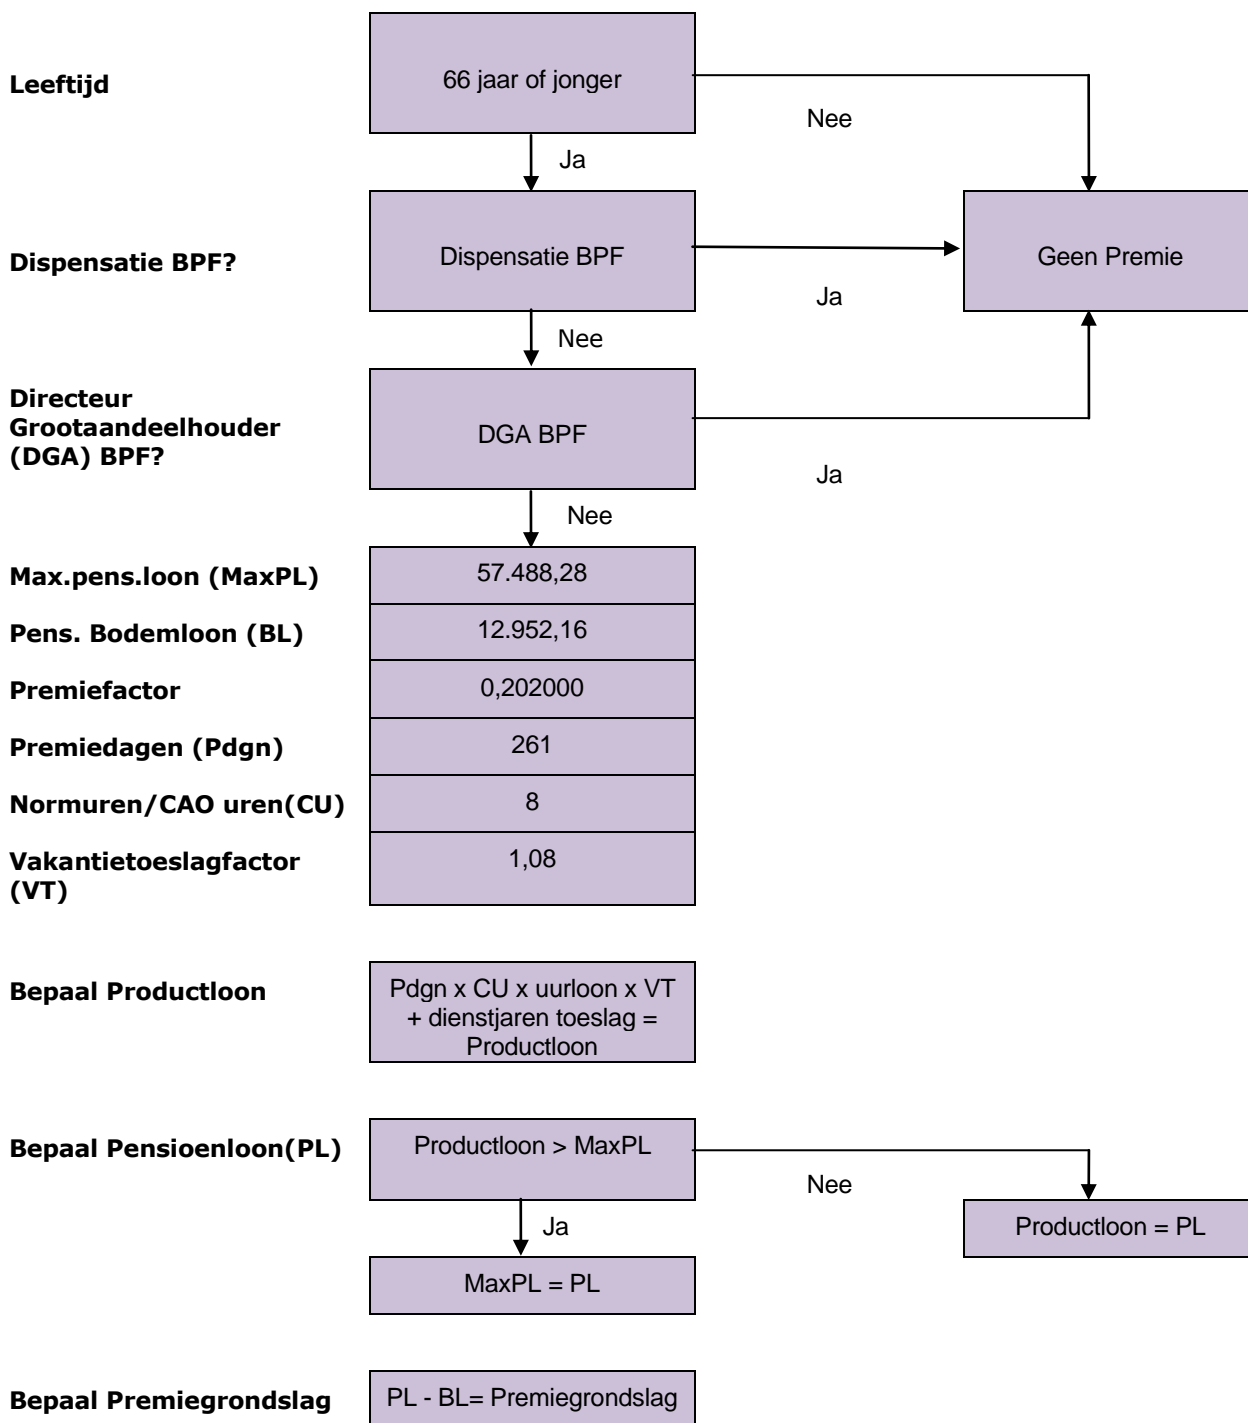 Leeftijd
66 jaar of jonger
Nee
Ja
Dispensatie BPF?
Dispensatie BPF
Geen Premie
Ja
Nee
Directeur
Grootaandeelhouder
(DGA) BPF?
DGA BPF
Ja
Nee
Max.pens.loon (MaxPL)
57.488,28
Pens. Bodemloon (BL)
12.952,16
Premiefactor
0,202000
Premiedagen (Pdgn)
261
Normuren/CAO uren(CU)
8
Vakantietoeslagfactor
(VT)
1,08
Bepaal Productloon
Pdgn x CU x uurloon x VT
+ dienstjaren toeslag =
Productloon
Bepaal Pensioenloon(PL)
Productloon > MaxPL
Nee
Ja
Productloon = PL
MaxPL = PL
Bepaal Premiegrondslag
PL - BL= Premiegrondslag